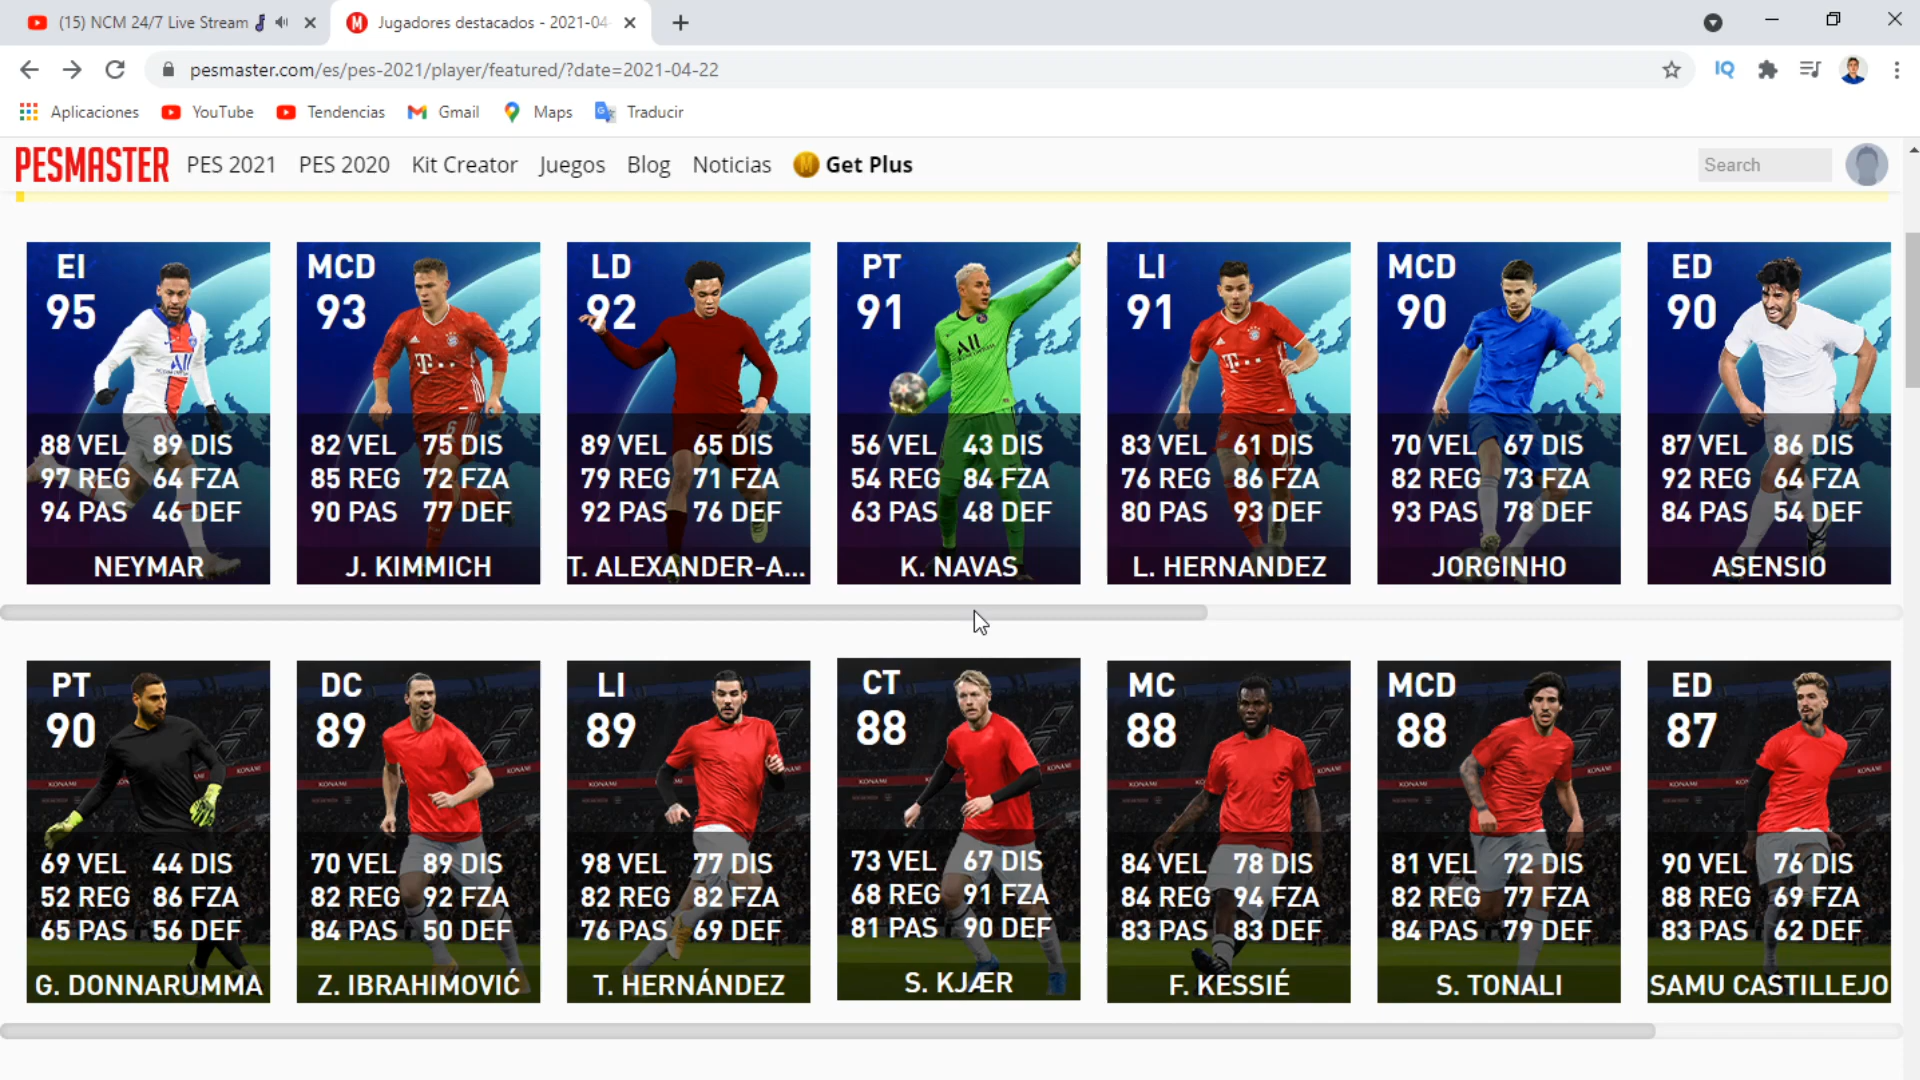 (15) NCM 24/7 Live Stream
Jugadores destacados - 2021-04
pesmaster.com/es/pes-2021/player/featured/?date=2021-04-22
IQ
Aplicaciones YouTube Tendencias Gmail Maps Traducir
PESMASTER PES 2021 PES 2020 Kit Creator Juegos Blog Noticias Get Plus Search
EI
95
88 VEL 89 DIS
97 REG 64 FZA
94 PAS 46 DEF
NEYMAR
MCD
93
82 VEL 75 DIS
85 REG 72 FZA
90 PAS 77 DEF
J. KIMMICH
LD
92
89 VEL 65 DIS
79 REG 71 FZA
92 PAS 76 DEF
T. ALEXANDER-A...
PT
91
56 VEL 43 DIS
54 REG 84 FZA
63 PAS 48 DEF
K. NAVAS
LI
91
83 VEL 61 DIS
76 REG 86 FZA
80 PAS 93 DEF
L. HERNANDEZ
MCD
90
70 VEL 67 DIS
82 REG 73 FZA
93 PAS 78 DEF
JORGINHO
ED
90
87 VEL 86 DIS
92 REG 64 FZA
84 PAS 54 DEF
ASENSIO
PT
90
69 VEL 44 DIS
52 REG 86 FZA
65 PAS 56 DEF
G. DONNARUMMA
DC
89
70 VEL 89 DIS
82 REG 92 FZA
84 PAS 50 DEF
Z. IBRAHIMOVIĆ
LI
89
98 VEL 77 DIS
82 REG 82 FZA
76 PAS 69 DEF
T. HERNÁNDEZ
CT
88
73 VEL 67 DIS
68 REG 91 FZA
81 PAS 90 DEF
S. KJÆR
MC
88
84 VEL 78 DIS
84 REG 94 FZA
83 PAS 83 DEF
F. KESSIÉ
MCD
88
81 VEL 72 DIS
82 REG 77 FZA
84 PAS 79 DEF
S. TONALI
ED
87
90 VEL 76 DIS
88 REG 69 FZA
83 PAS 62 DEF
SAMU CASTILLEJO